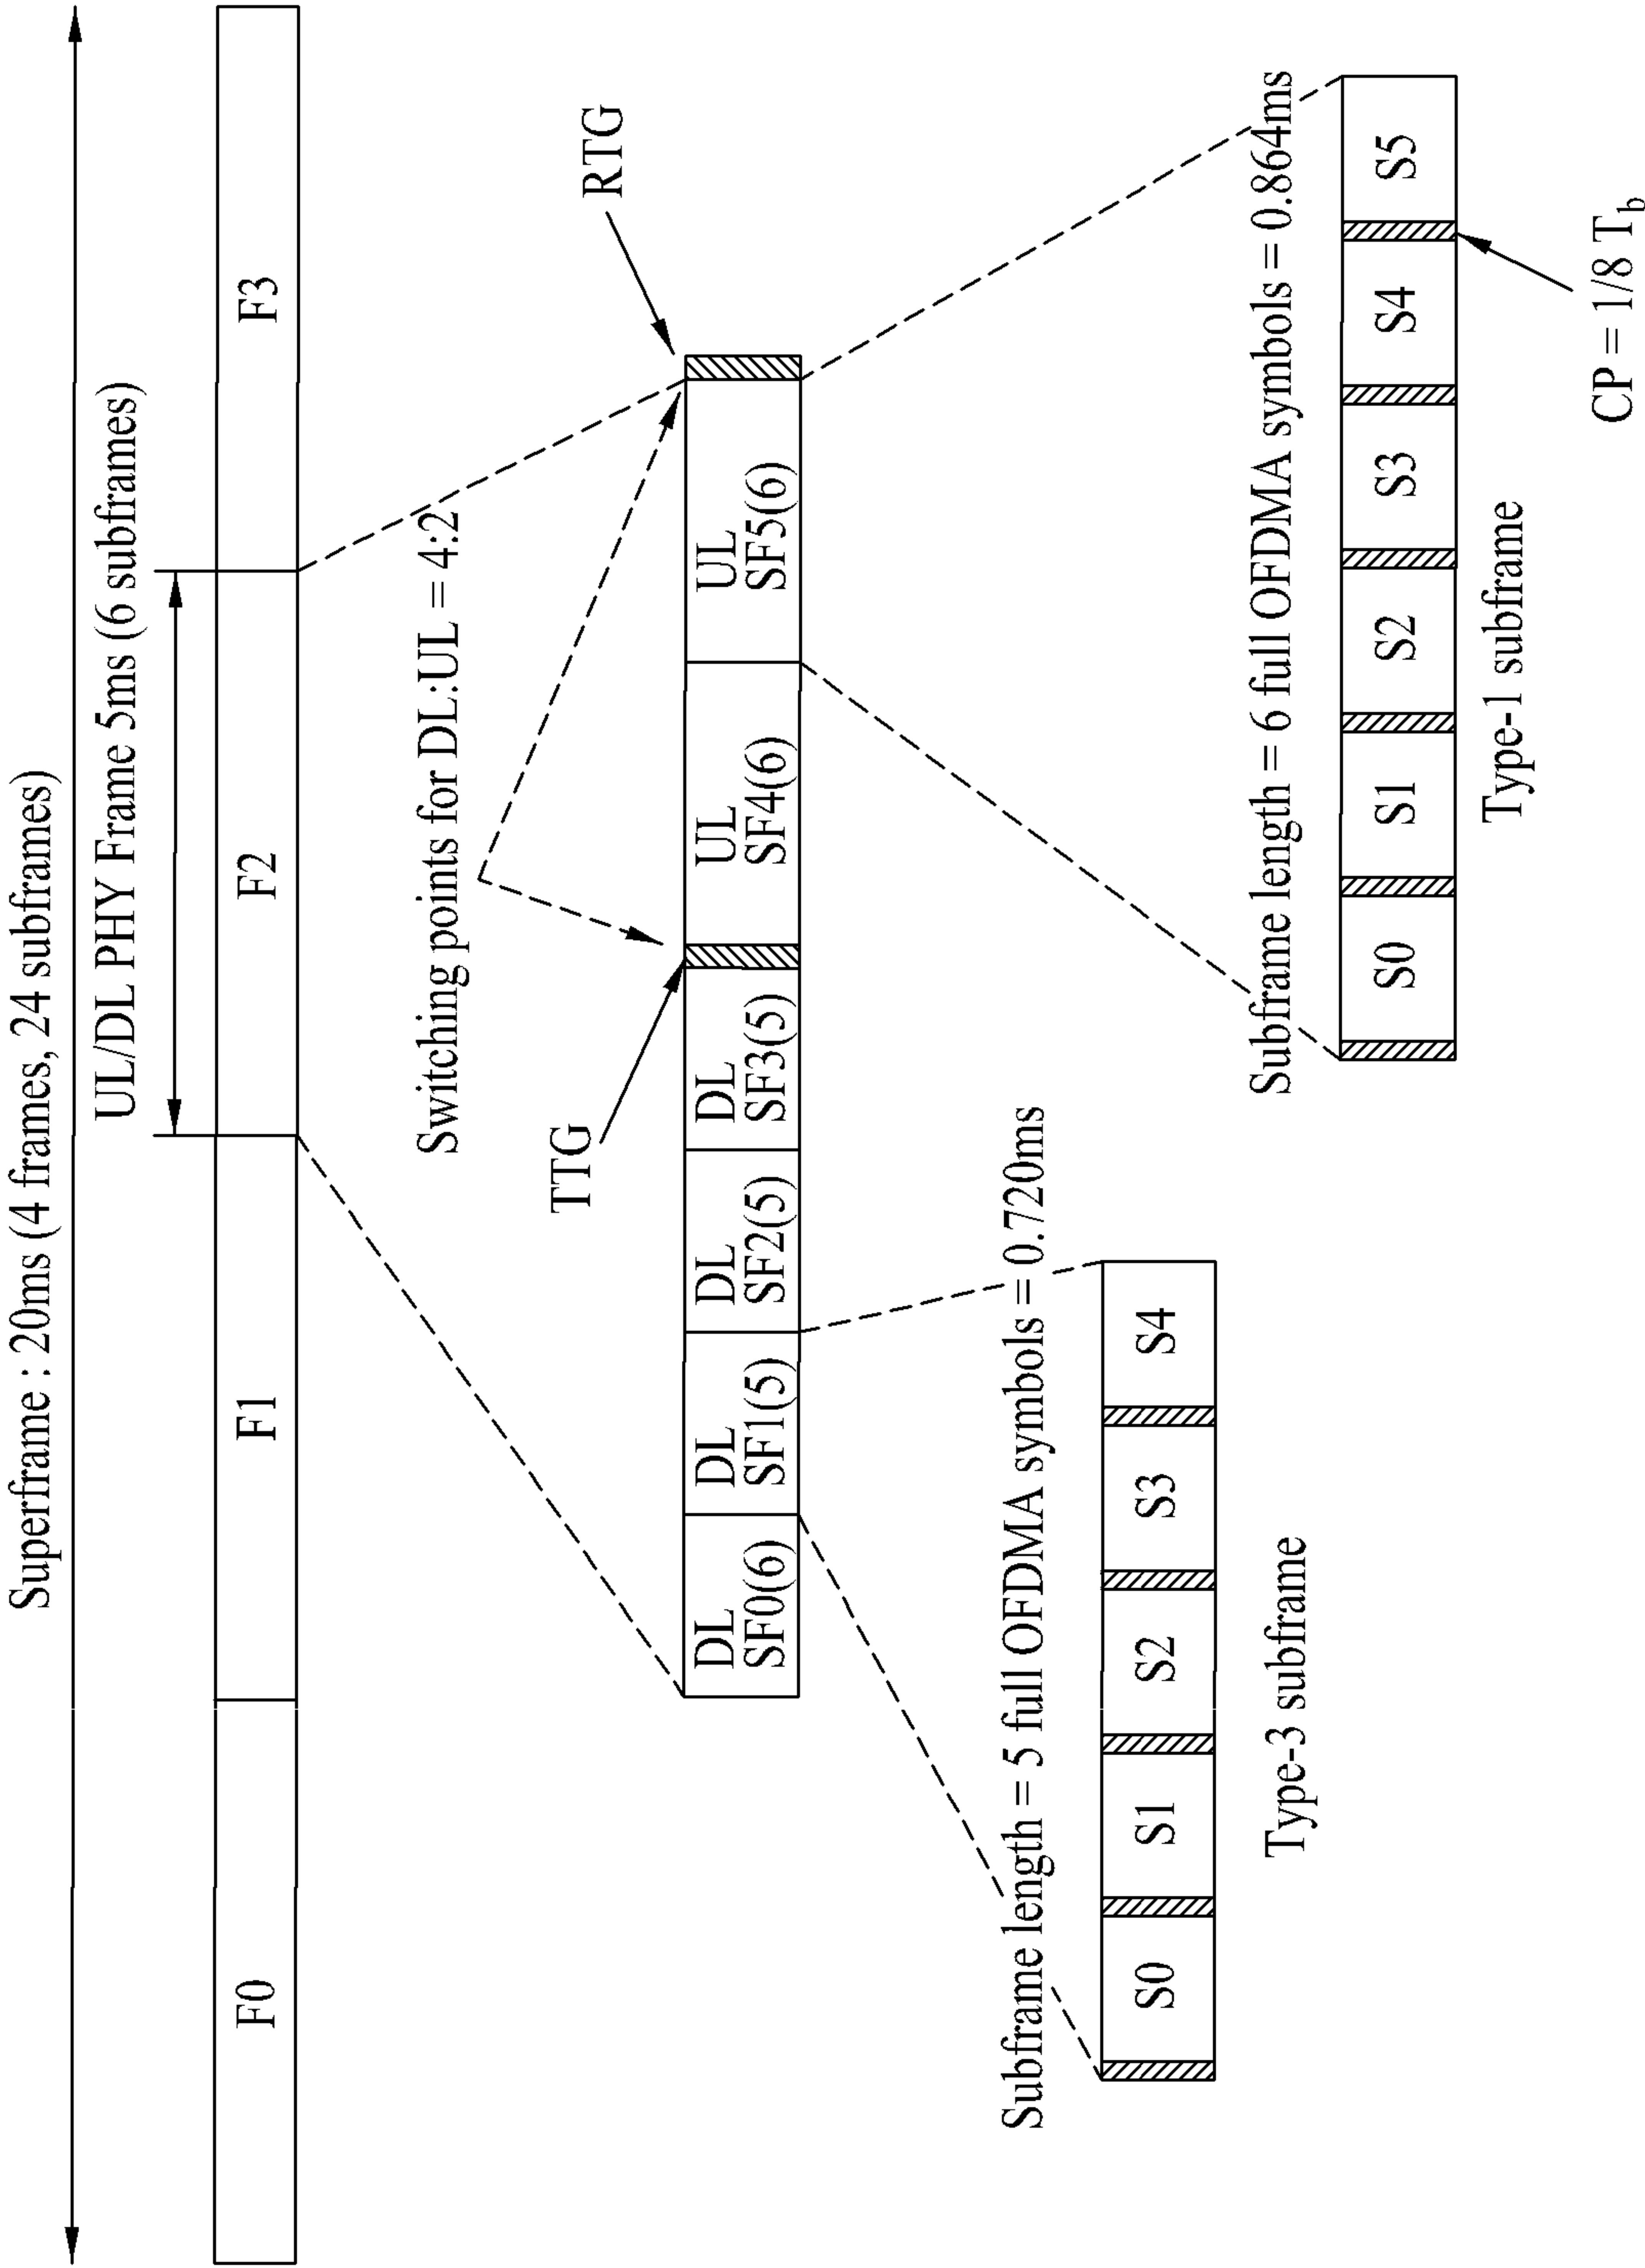 Superframe : 20ms (4 frames, 24 subframes)
UL/DL PHY Frame 5ms (6 subframes)
F0
F1
F2
F3
Switching points for DL:UL = 4:2
TTG
RTG
DL
SF0(6)
DL
SF1(5)
DL
SF2(5)
DL
SF3(5)
UL
SF4(6)
UL
SF5(6)
Subframe length = 5 full OFDMA symbols = 0.720ms
S0
S1
S2
S3
S4
Type-3 subframe
Subframe length = 6 full OFDMA symbols = 0.864ms
S0
S1
S2
S3
S4
S5
Type-1 subframe
CP = 1/8 T_b